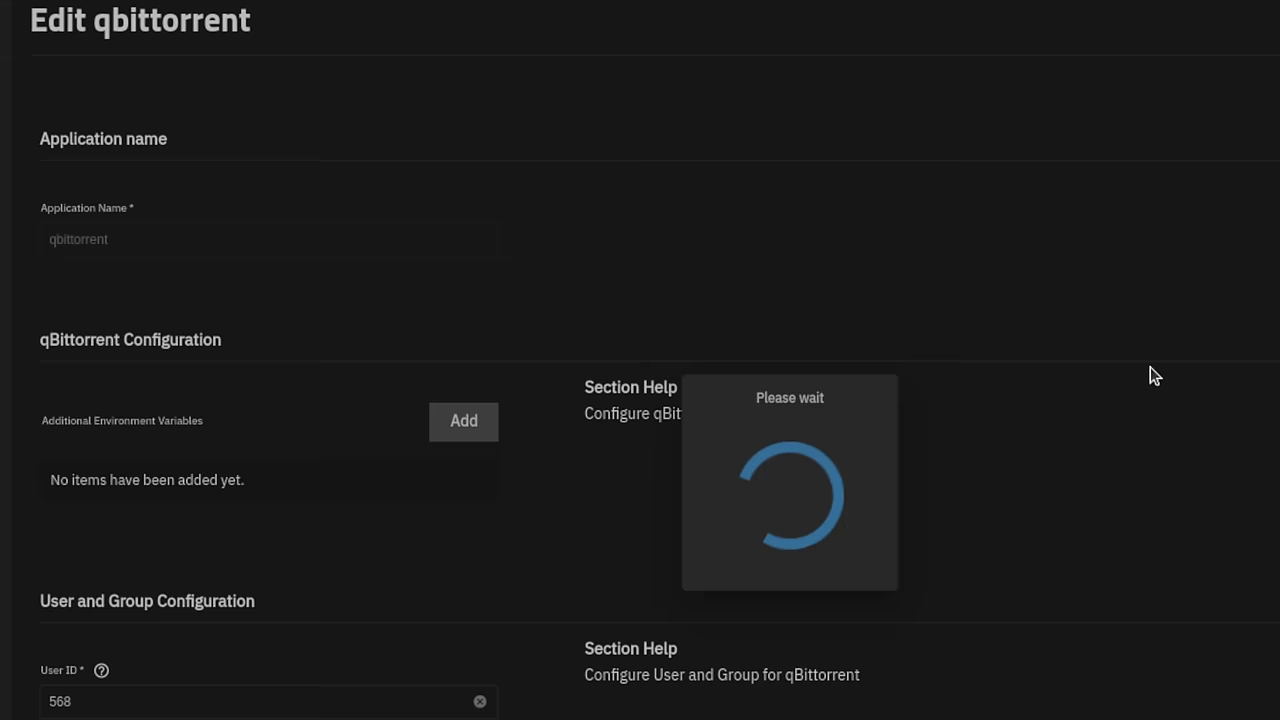 Edit qbittorrent
Application name
Application Name *
qbittorrent
qBittorrent Configuration
Section Help
Configure qBit
Additional Environment Variables
Add
No items have been added yet.
Please wait
User and Group Configuration
Section Help
Configure User and Group for qBittorrent
User ID *
568